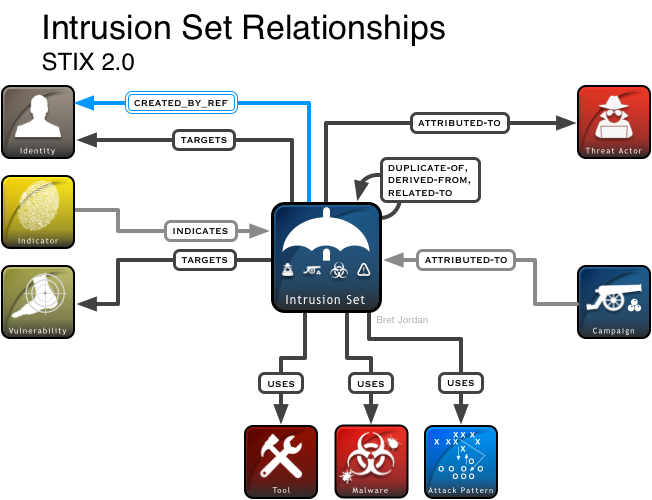 Intrusion Set Relationships
STIX 2.0
CREATED_BY_REF
ATTRIBUTED-TO
Identity
TARGETS
Threat Actor
DUPLICATE-OF,
DERIVED-FROM,
RELATED-TO
Indicator
INDICATES
TARGETS
ATTRIBUTED-TO
Intrusion Set
Vulnerability
Campaign
Bret Jordan
USES
USES
USES
X X X
X X X X
X
O
O O O O O
Tool
Malware
Attack Pattern